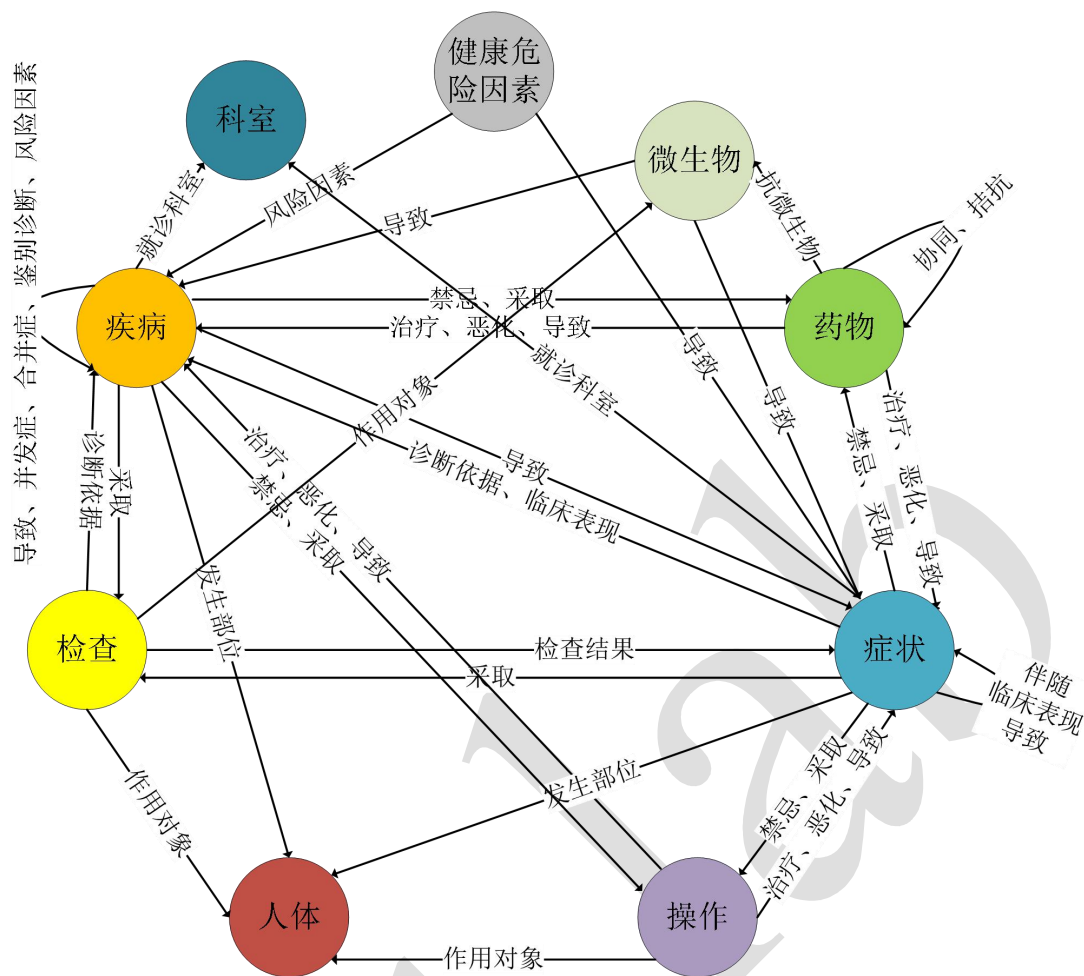 健康危
险因素
科室
微生物
导致、并发症、合并症、鉴别诊断、风险因素
就诊科室
风险因素
导致
抗微生物
协同、拮抗
疾病
禁忌、采取
治疗、恶化、导致
药物
导致
就诊科室
导致
作用对象
治疗、恶化、导致
禁忌、采取
导致
诊断依据、临床表现
禁忌、采取
治疗、恶化、导致
诊断依据
采取
发生部位
检查
检查结果
采取
症状
伴随
临床表现
导致
作用对象
发生部位
禁忌、采取
治疗、恶化、导致
人体
作用对象
操作
lab